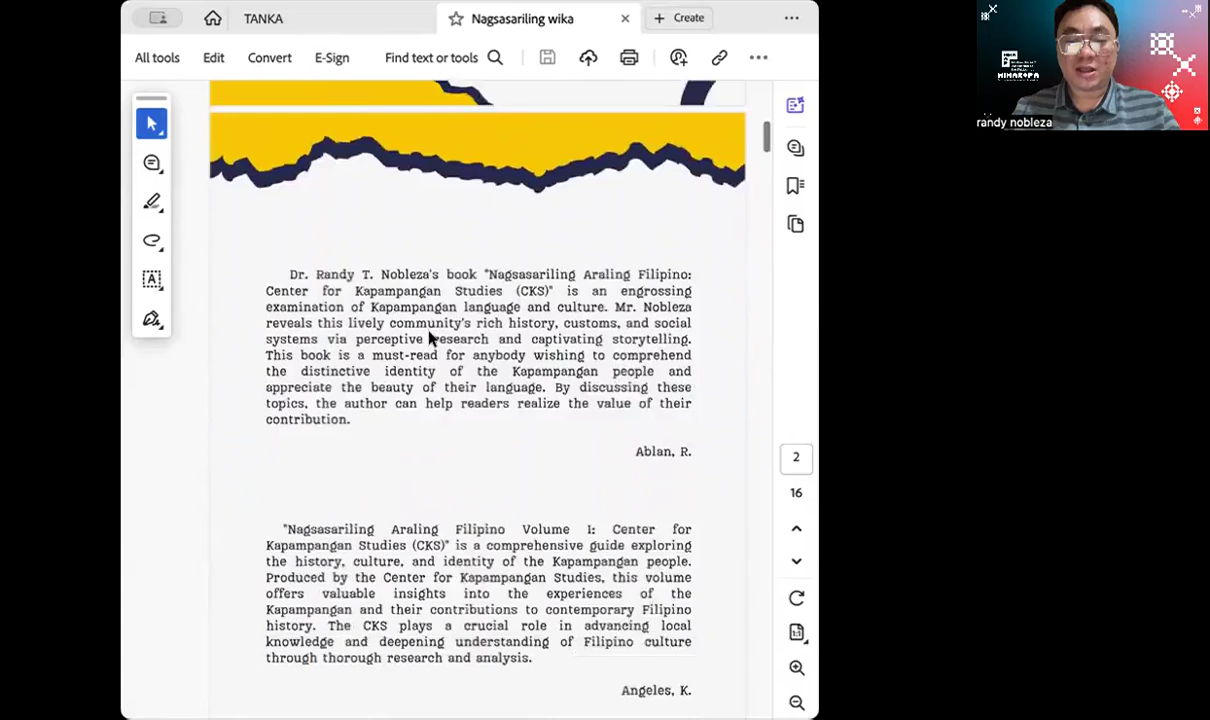 TANKA
Nagsasariling wika
Create
All tools
Edit
Convert
E-Sign
Find text or tools
MIMAROPA
randy nobleza
Dr. Randy T. Nobleza's book "Nagsasariling Araling Filipino:
Center for Kapampangan Studies (CKS)" is an engrossing
examination of Kapampangan language and culture. Mr. Nobleza
reveals this lively community's rich history, customs, and social
systems via perceptive research and captivating storytelling.
This book is a must-read for anybody wishing to comprehend
the distinctive identity of the Kapampangan people and
appreciate the beauty of their language. By discussing these
topics, the author can help readers realize the value of their
contribution.
Ablan, R.
2
16
"Nagsasariling Araling Filipino Volume 1: Center for
Kapampangan Studies (CKS)" is a comprehensive guide exploring
the history, culture, and identity of the Kapampangan people.
Produced by the Center for Kapampangan Studies, this volume
offers valuable insights into the experiences of the
Kapampangan and their contributions to contemporary Filipino
history. The CKS plays a crucial role in advancing local
knowledge and deepening understanding of Filipino culture
through thorough research and analysis.
Angeles, K.